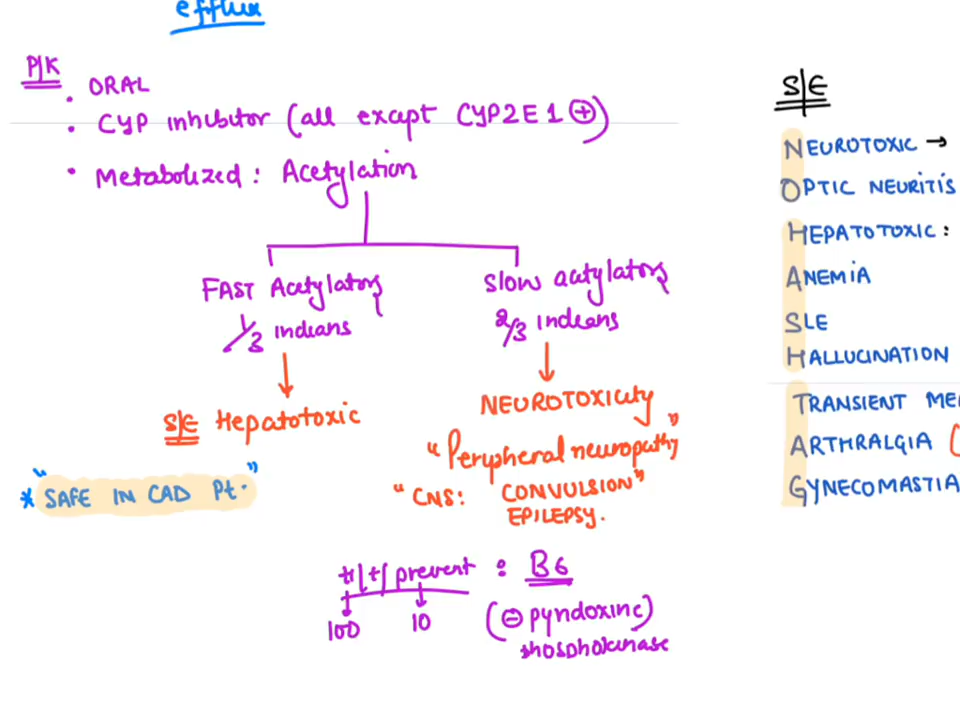 efflux
P/K
• ORAL
• CYP inhibitor (all except CYP2E1 ⊕)
• Metabolized : Acetylation
FAST Acetylators
1/3 indians
S/E Hepatotoxic
* "SAFE IN CAD Pt."
Slow acetylators
2/3 indians
NEUROTOXICITY
"Peripheral neuropathy"
"CNS: CONVULSION"
EPILEPSY.
t/t / prevent : B6
100 10
(⊖ pyridoxine)
phosphokinase
S/E
NEUROTOXIC →
OPTIC NEURITIS
HEPATOTOXIC :
ANEMIA
SLE
HALLUCINATION
TRANSIENT ME
ARTHRALGIA (
GYNECOMASTIA